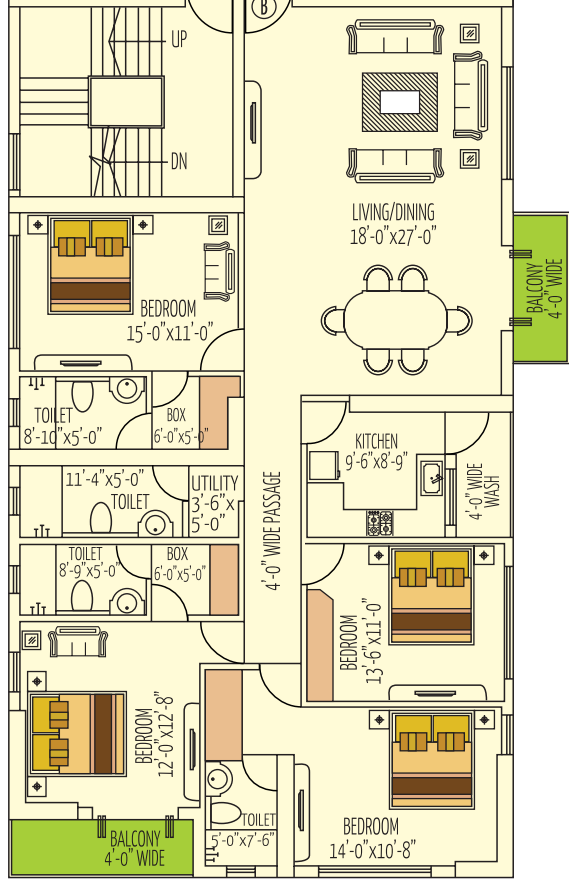 B
UP
DN
LIVING/DINING
18'-0"x27'-0"
BALCONY
4'-0" WIDE
BEDROOM
15'-0"x11'-0"
TOILET
8'-10"x5'-0"
BOX
6'-0"x5'-0"
KITCHEN
9'-6"x8'-9"
4'-0" WIDE
WASH
11'-4"x5'-0"
TOILET
UTILITY
3'-6"x
5'-0"
4'-0" WIDE PASSAGE
TOILET
8'-9"x5'-0"
BOX
6'-0"x5'-0"
BEDROOM
13'-6"x11'-0"
BEDROOM
12'-0"x12'-8"
TOILET
5'-0"x7'-6"
BEDROOM
14'-0"x10'-8"
BALCONY
4'-0" WIDE